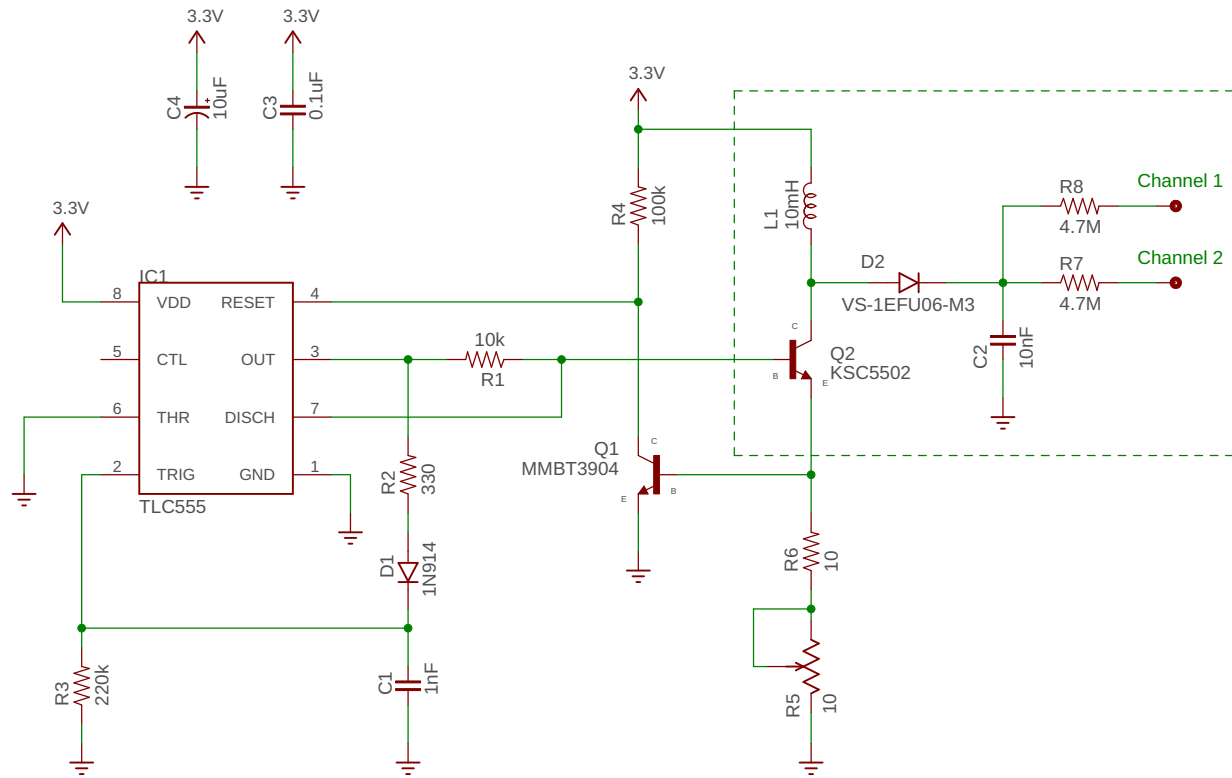 3.3V
3.3V
C4
10uF
+
C3
0.1uF
3.3V
3.3V
R4
100k
L1
10mH
R8
4.7M
Channel 1
Channel 2
R7
4.7M
D2
VS-1EFU06-M3
C2
10nF
IC1
8 VDD RESET 4
5 CTL OUT 3
6 THR DISCH 7
2 TRIG GND 1
TLC555
10k
R1
C
B
E
Q2
KSC5502
Q1
MMBT3904
C
B
E
R2
330
D1
1N914
R3
220k
C1
1nF
R6
10
R5
10